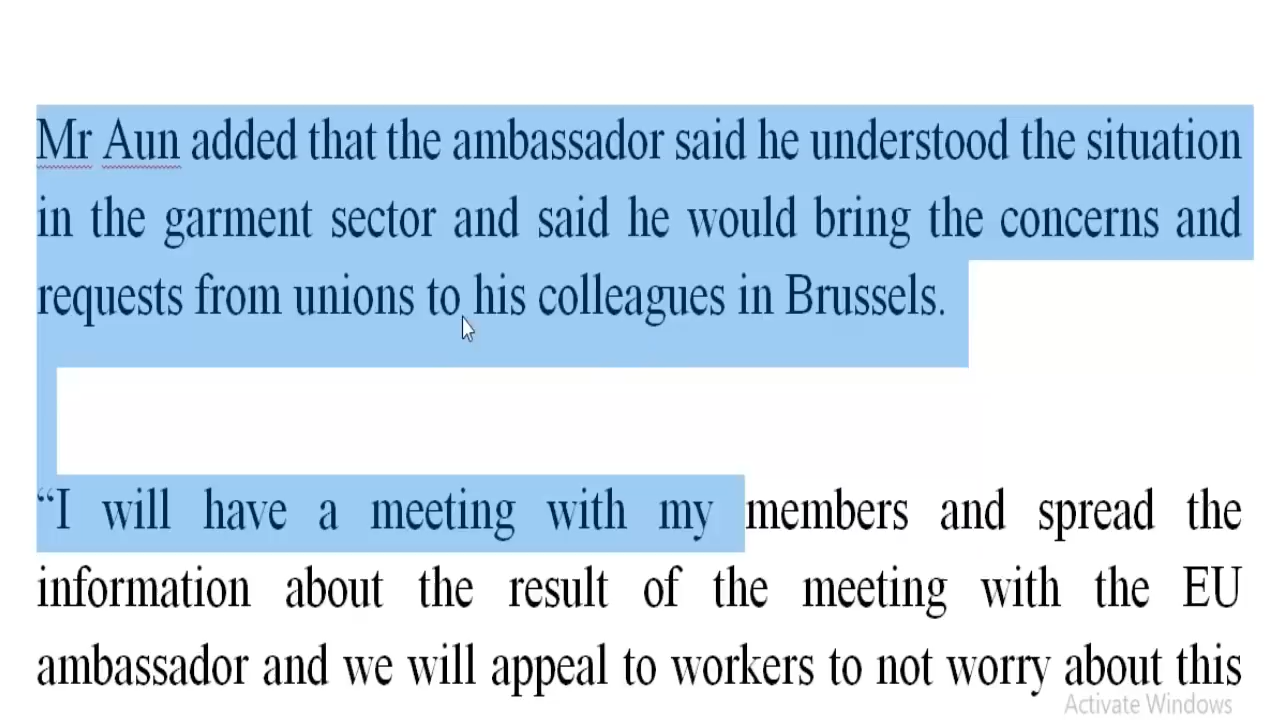 Mr Aun added that the ambassador said he understood the situation
in the garment sector and said he would bring the concerns and
requests from unions to his colleagues in Brussels.
“I will have a meeting with my members and spread the
information about the result of the meeting with the EU
ambassador and we will appeal to workers to not worry about this
Activate Windows